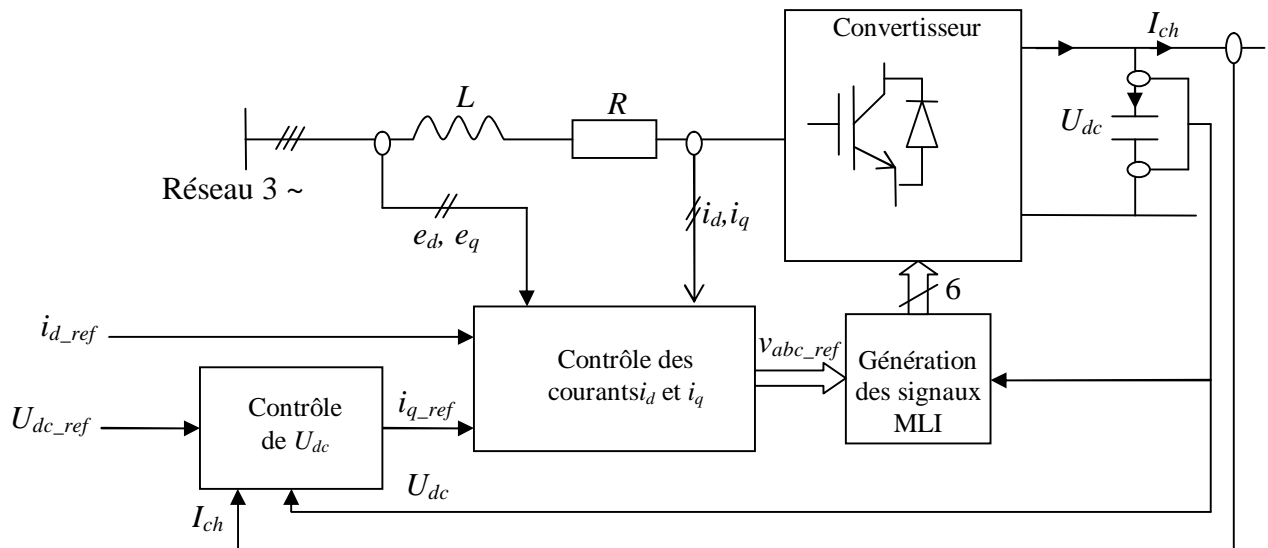 Convertisseur
I_ch
L
R
U_dc
Réseau 3 ~
e_d, e_q
i_d,i_q
6
i_d_ref
Contrôle des
courantsi_d et i_q
v_abc_ref
Génération
des signaux
MLI
U_dc_ref
Contrôle
de U_dc
i_q_ref
U_dc
I_ch